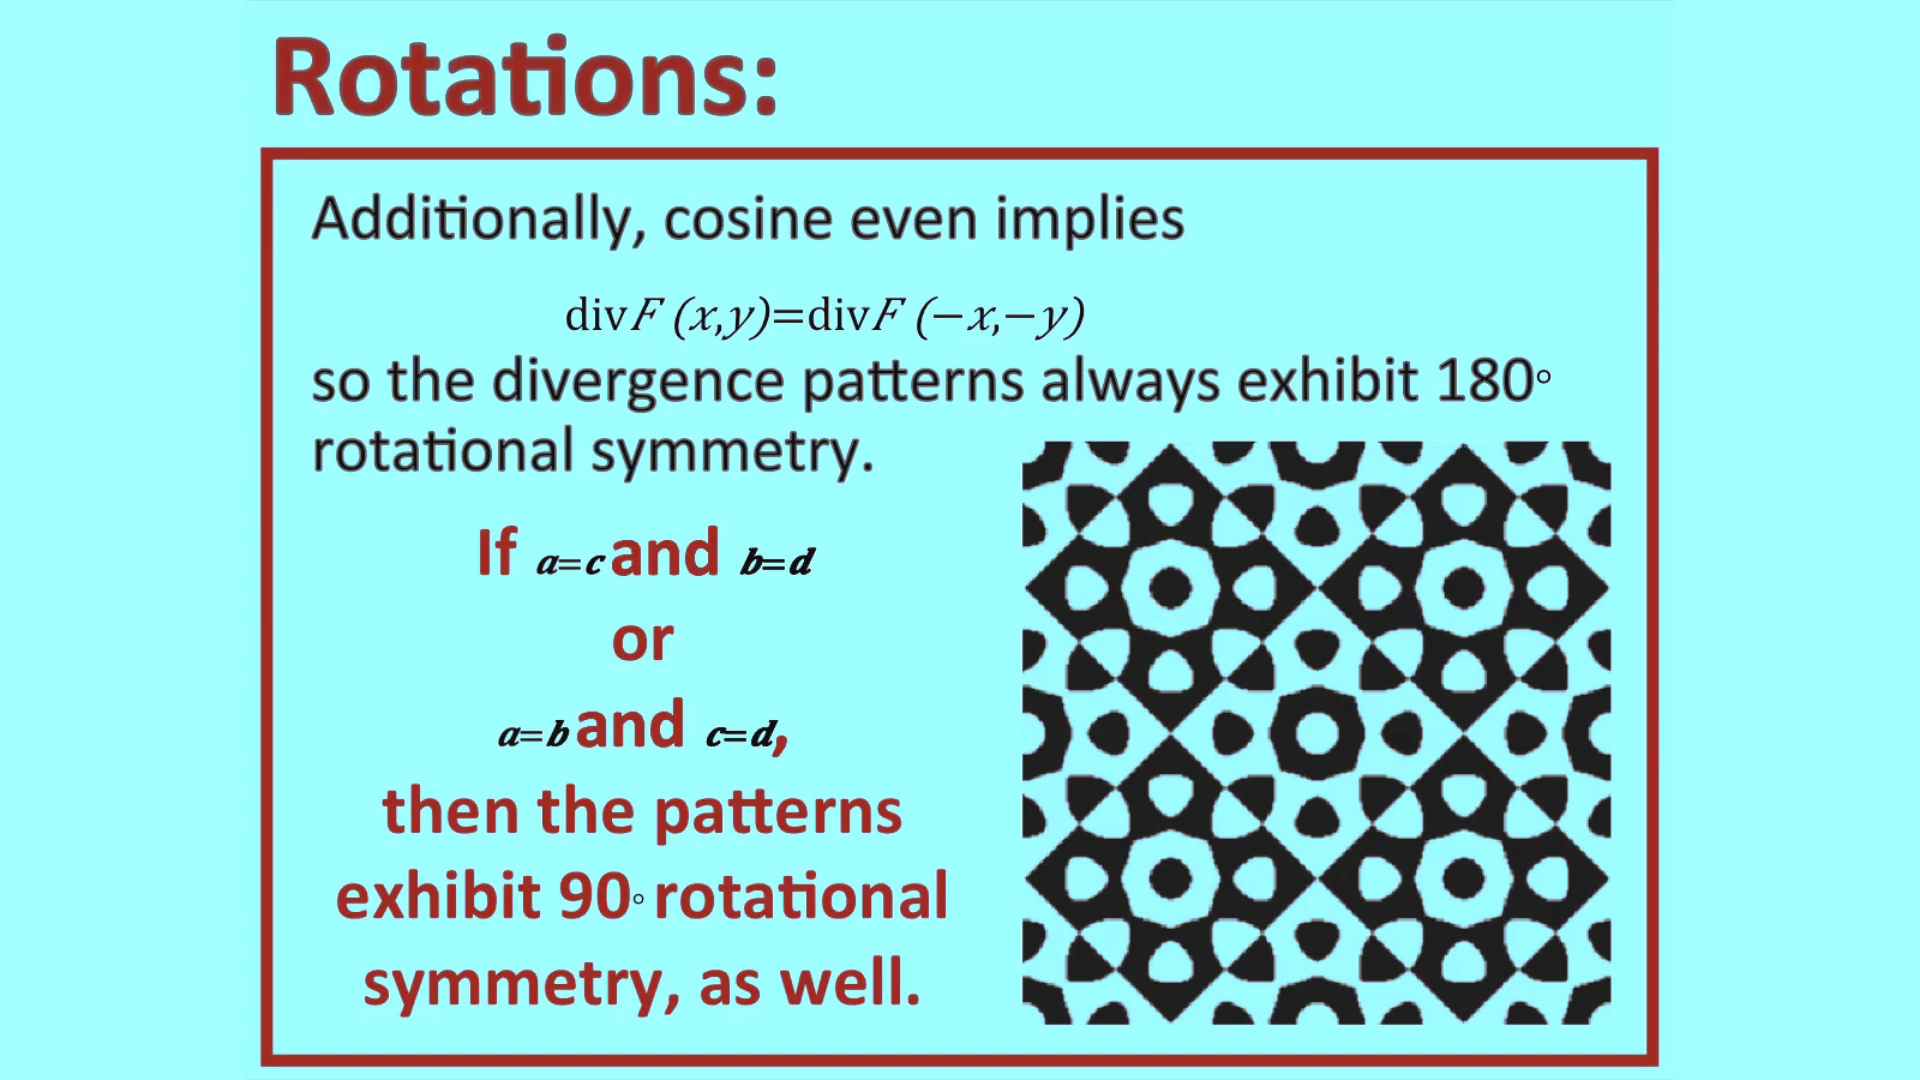 Rotations:
Additionally, cosine even implies
divF (x,y)=divF (−x,−y)
so the divergence patterns always exhibit 180◦
rotational symmetry.
If a=c and b=d
or
a=b and c=d,
then the patterns
exhibit 90◦ rotational
symmetry, as well.